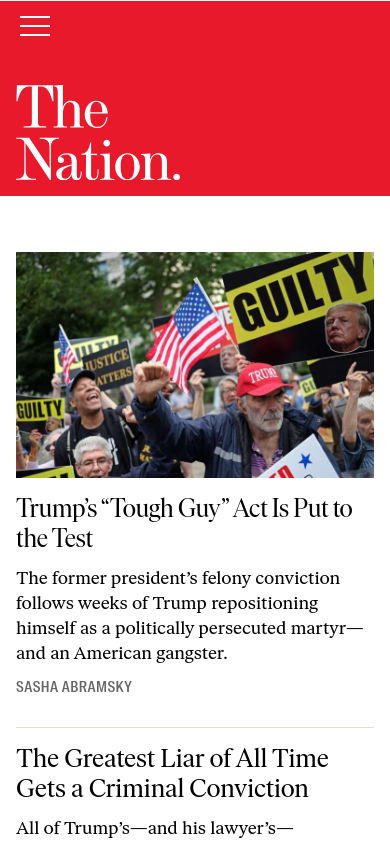 The
Nation.
GUILTY
JUSTICE
MATTERS
GUILTY
TRUMP
GUILTY
Trump's “Tough Guy” Act Is Put to
the Test
The former president's felony conviction
follows weeks of Trump repositioning
himself as a politically persecuted martyr—
and an American gangster.
SASHA ABRAMSKY
The Greatest Liar of All Time
Gets a Criminal Conviction
All of Trump's—and his lawyer's—